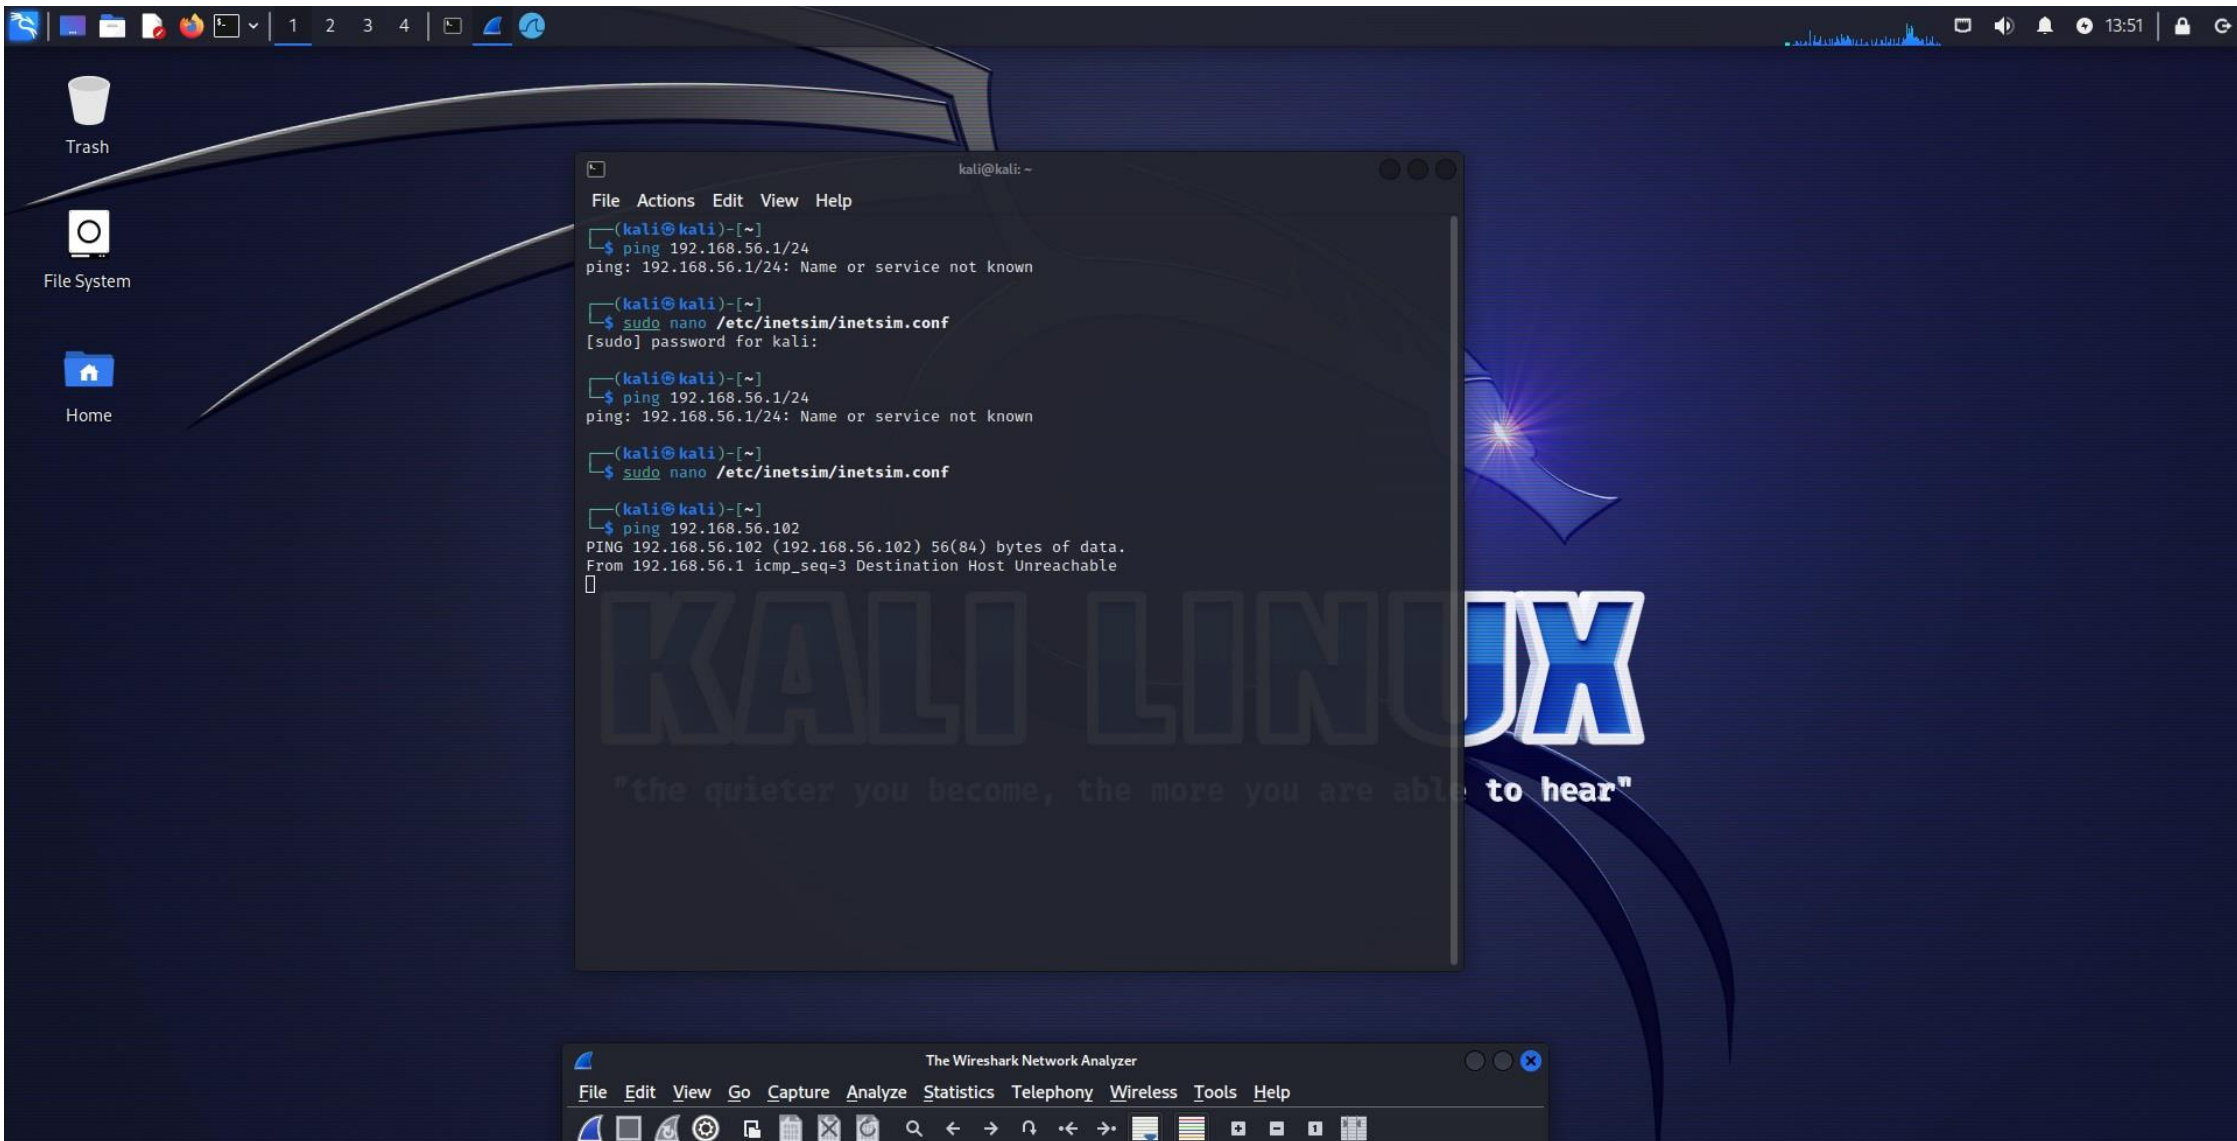 1 2 3 4 13:51
Trash
File System
Home
kali@kali: ~
File Actions Edit View Help
┌──(kali㉿kali)-[~]
└─$ ping 192.168.56.1/24
ping: 192.168.56.1/24: Name or service not known
┌──(kali㉿kali)-[~]
└─$ sudo nano /etc/inetsim/inetsim.conf
[sudo] password for kali:
┌──(kali㉿kali)-[~]
└─$ ping 192.168.56.1/24
ping: 192.168.56.1/24: Name or service not known
┌──(kali㉿kali)-[~]
└─$ sudo nano /etc/inetsim/inetsim.conf
┌──(kali㉿kali)-[~]
└─$ ping 192.168.56.102
PING 192.168.56.102 (192.168.56.102) 56(84) bytes of data.
From 192.168.56.1 icmp_seq=3 Destination Host Unreachable
KALI LINUX
"the quieter you become, the more you are able to hear"
The Wireshark Network Analyzer
File Edit View Go Capture Analyze Statistics Telephony Wireless Tools Help